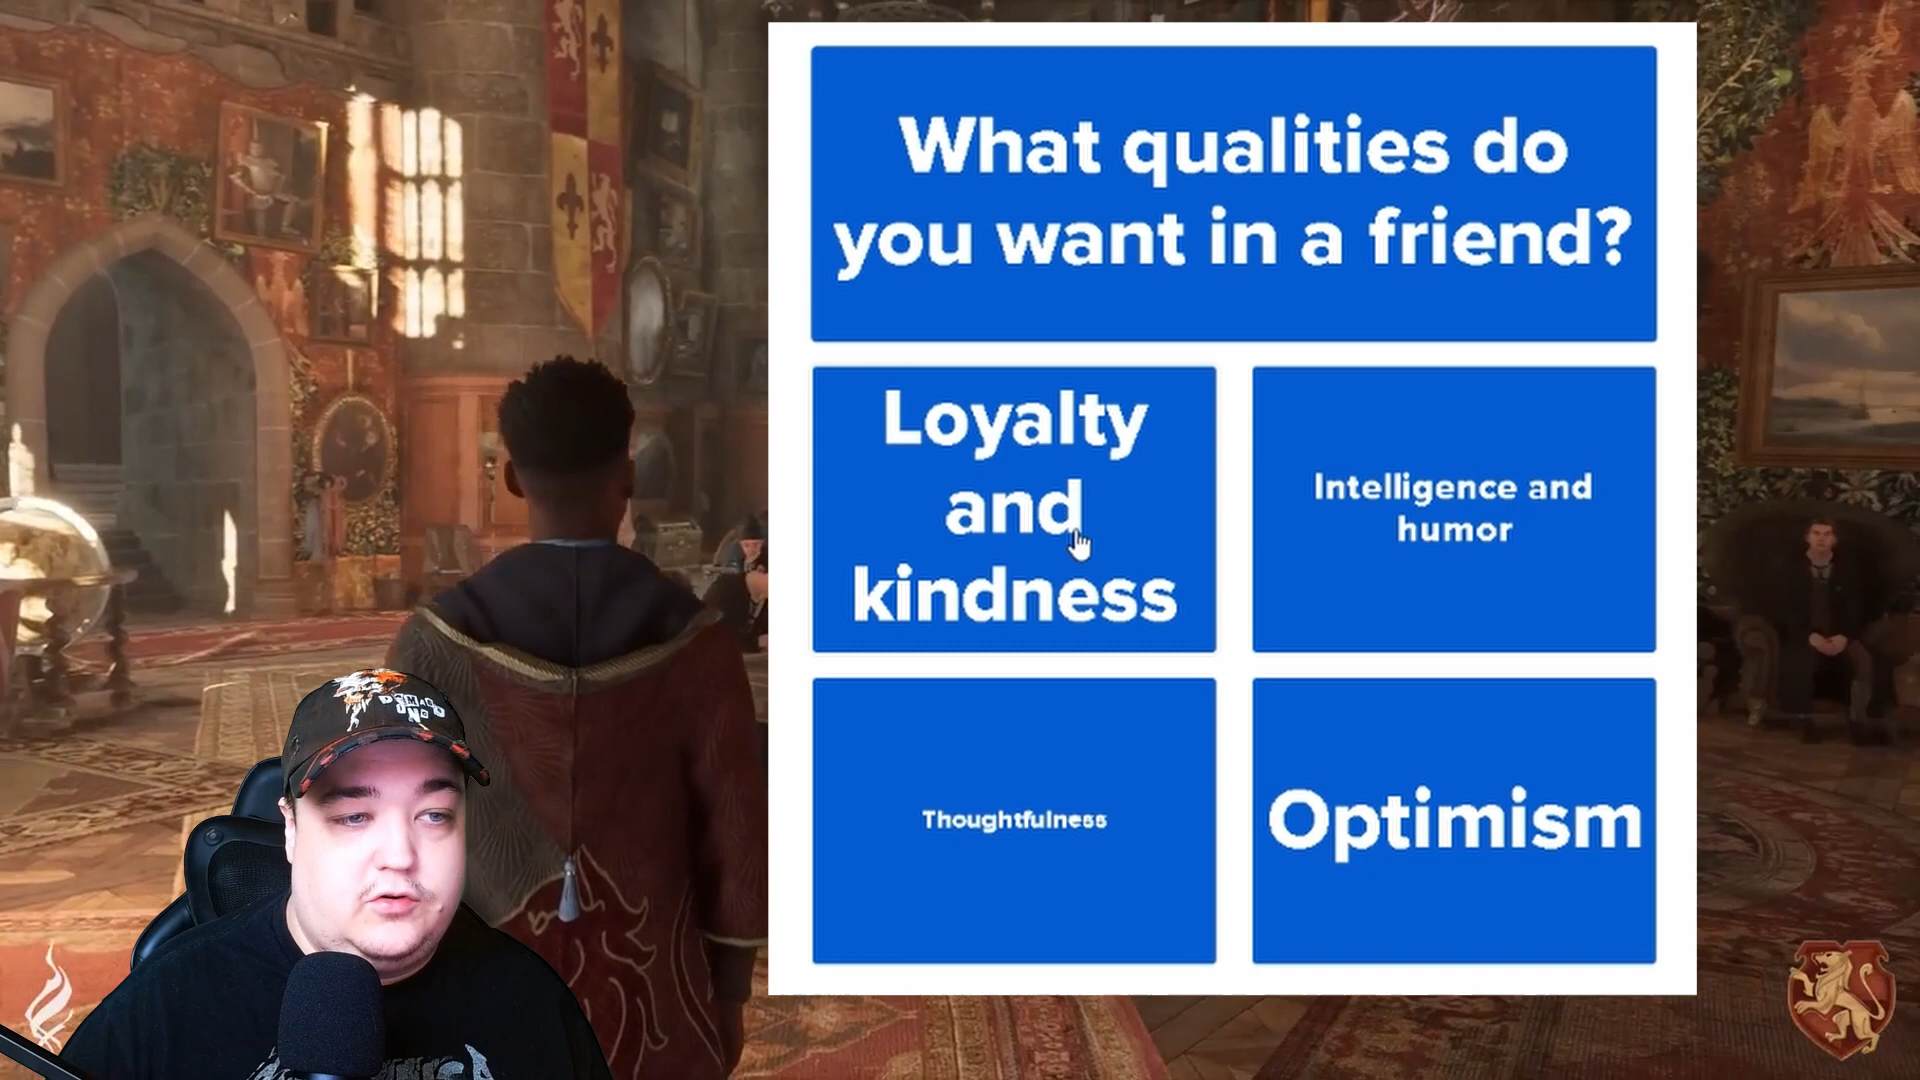 What qualities do
you want in a friend?
Loyalty
and
kindness
Intelligence and
humor
Thoughtfulness
Optimism